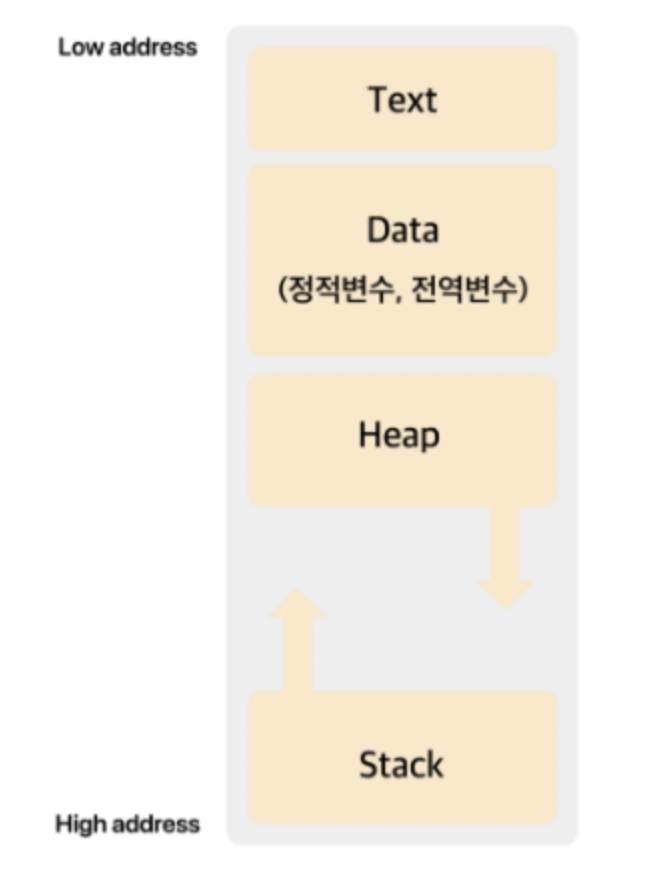 Low address
Text
Data
(정적변수, 전역변수)
Heap
Stack
High address